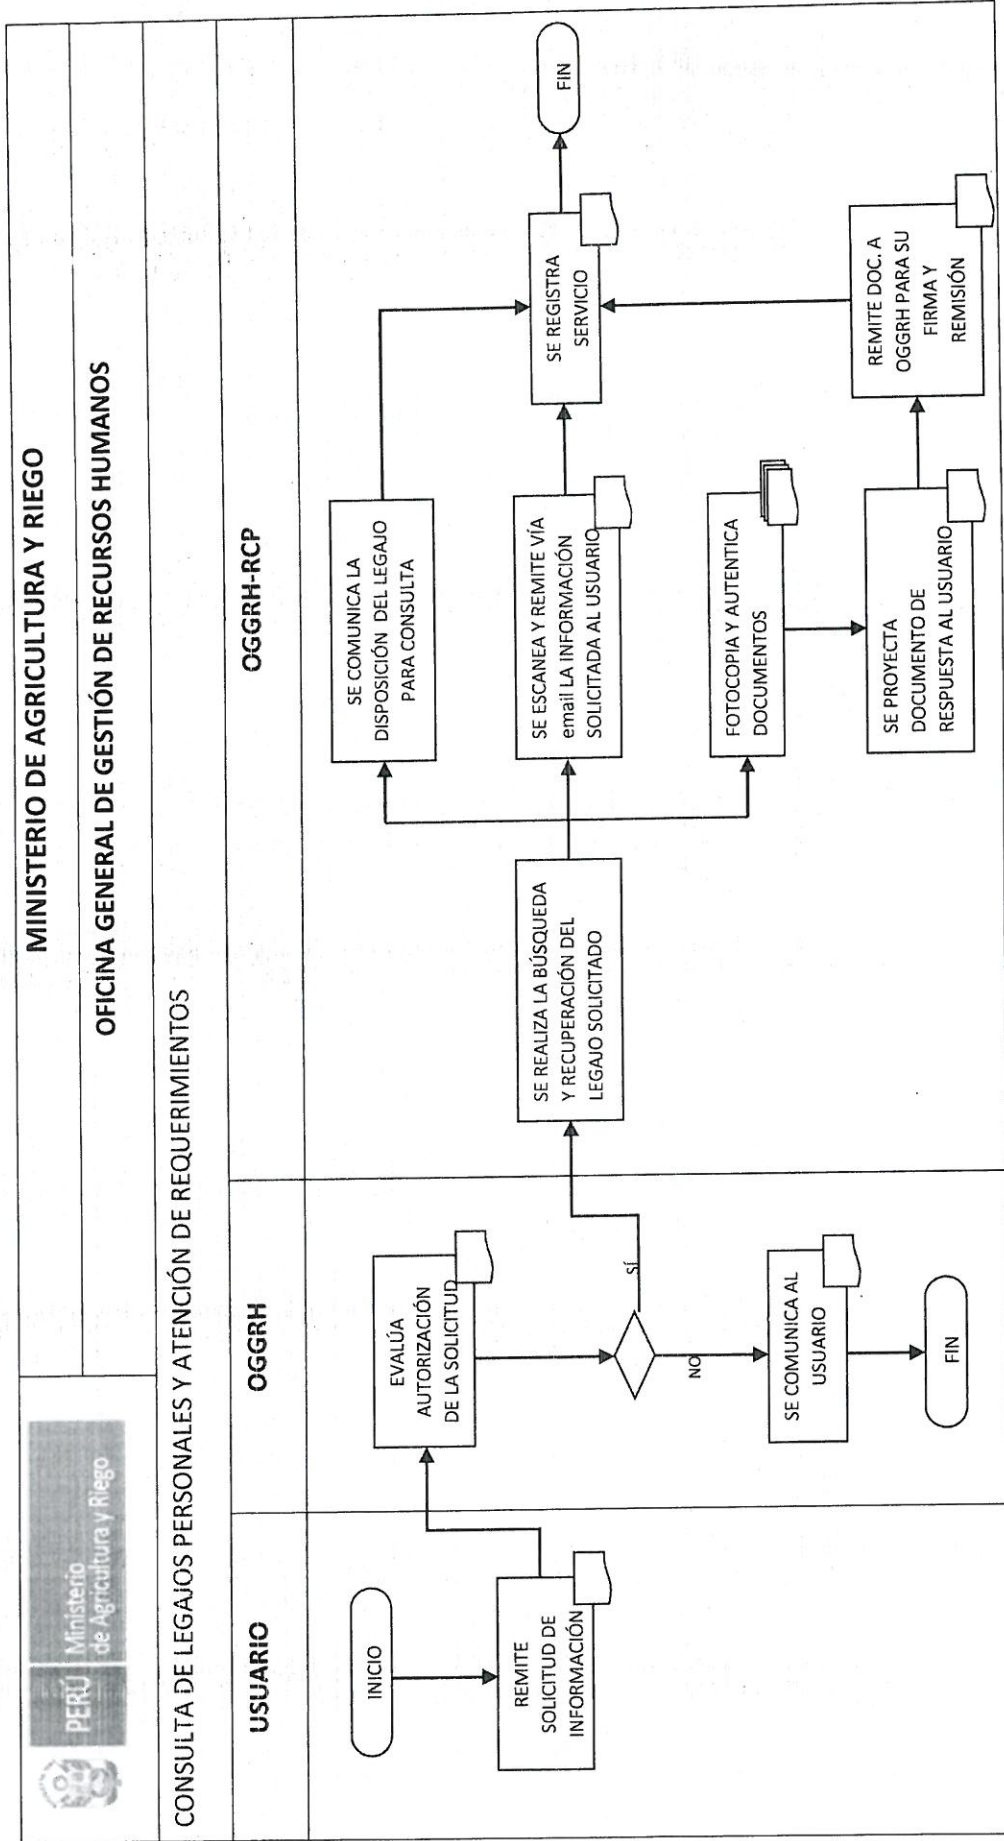 PERÚ
Ministerio
de Agricultura y Riego
MINISTERIO DE AGRICULTURA Y RIEGO
OFICINA GENERAL DE GESTIÓN DE RECURSOS HUMANOS
CONSULTA DE LEGAJOS PERSONALES Y ATENCIÓN DE REQUERIMIENTOS
USUARIO
OGGRH
OGGRH-RCP
INICIO
REMITE
SOLICITUD DE
INFORMACIÓN
EVALÚA
AUTORIZACIÓN
DE LA SOLICITUD
SÍ
NO
SE COMUNICA AL
USUARIO
FIN
SE REALIZA LA BÚSQUEDA
Y RECUPERACIÓN DEL
LEGAJO SOLICITADO
SE COMUNICA LA
DISPOSICIÓN DEL LEGAJO
PARA CONSULTA
SE ESCANEA Y REMITE VÍA
email LA INFORMACIÓN
SOLICITADA AL USUARIO
FOTOCOPIA Y AUTENTICA
DOCUMENTOS
SE PROYECTA
DOCUMENTO DE
RESPUESTA AL USUARIO
REMITE DOC. A
OGGRH PARA SU
FIRMA Y
REMISIÓN
SE REGISTRA
SERVICIO
FIN